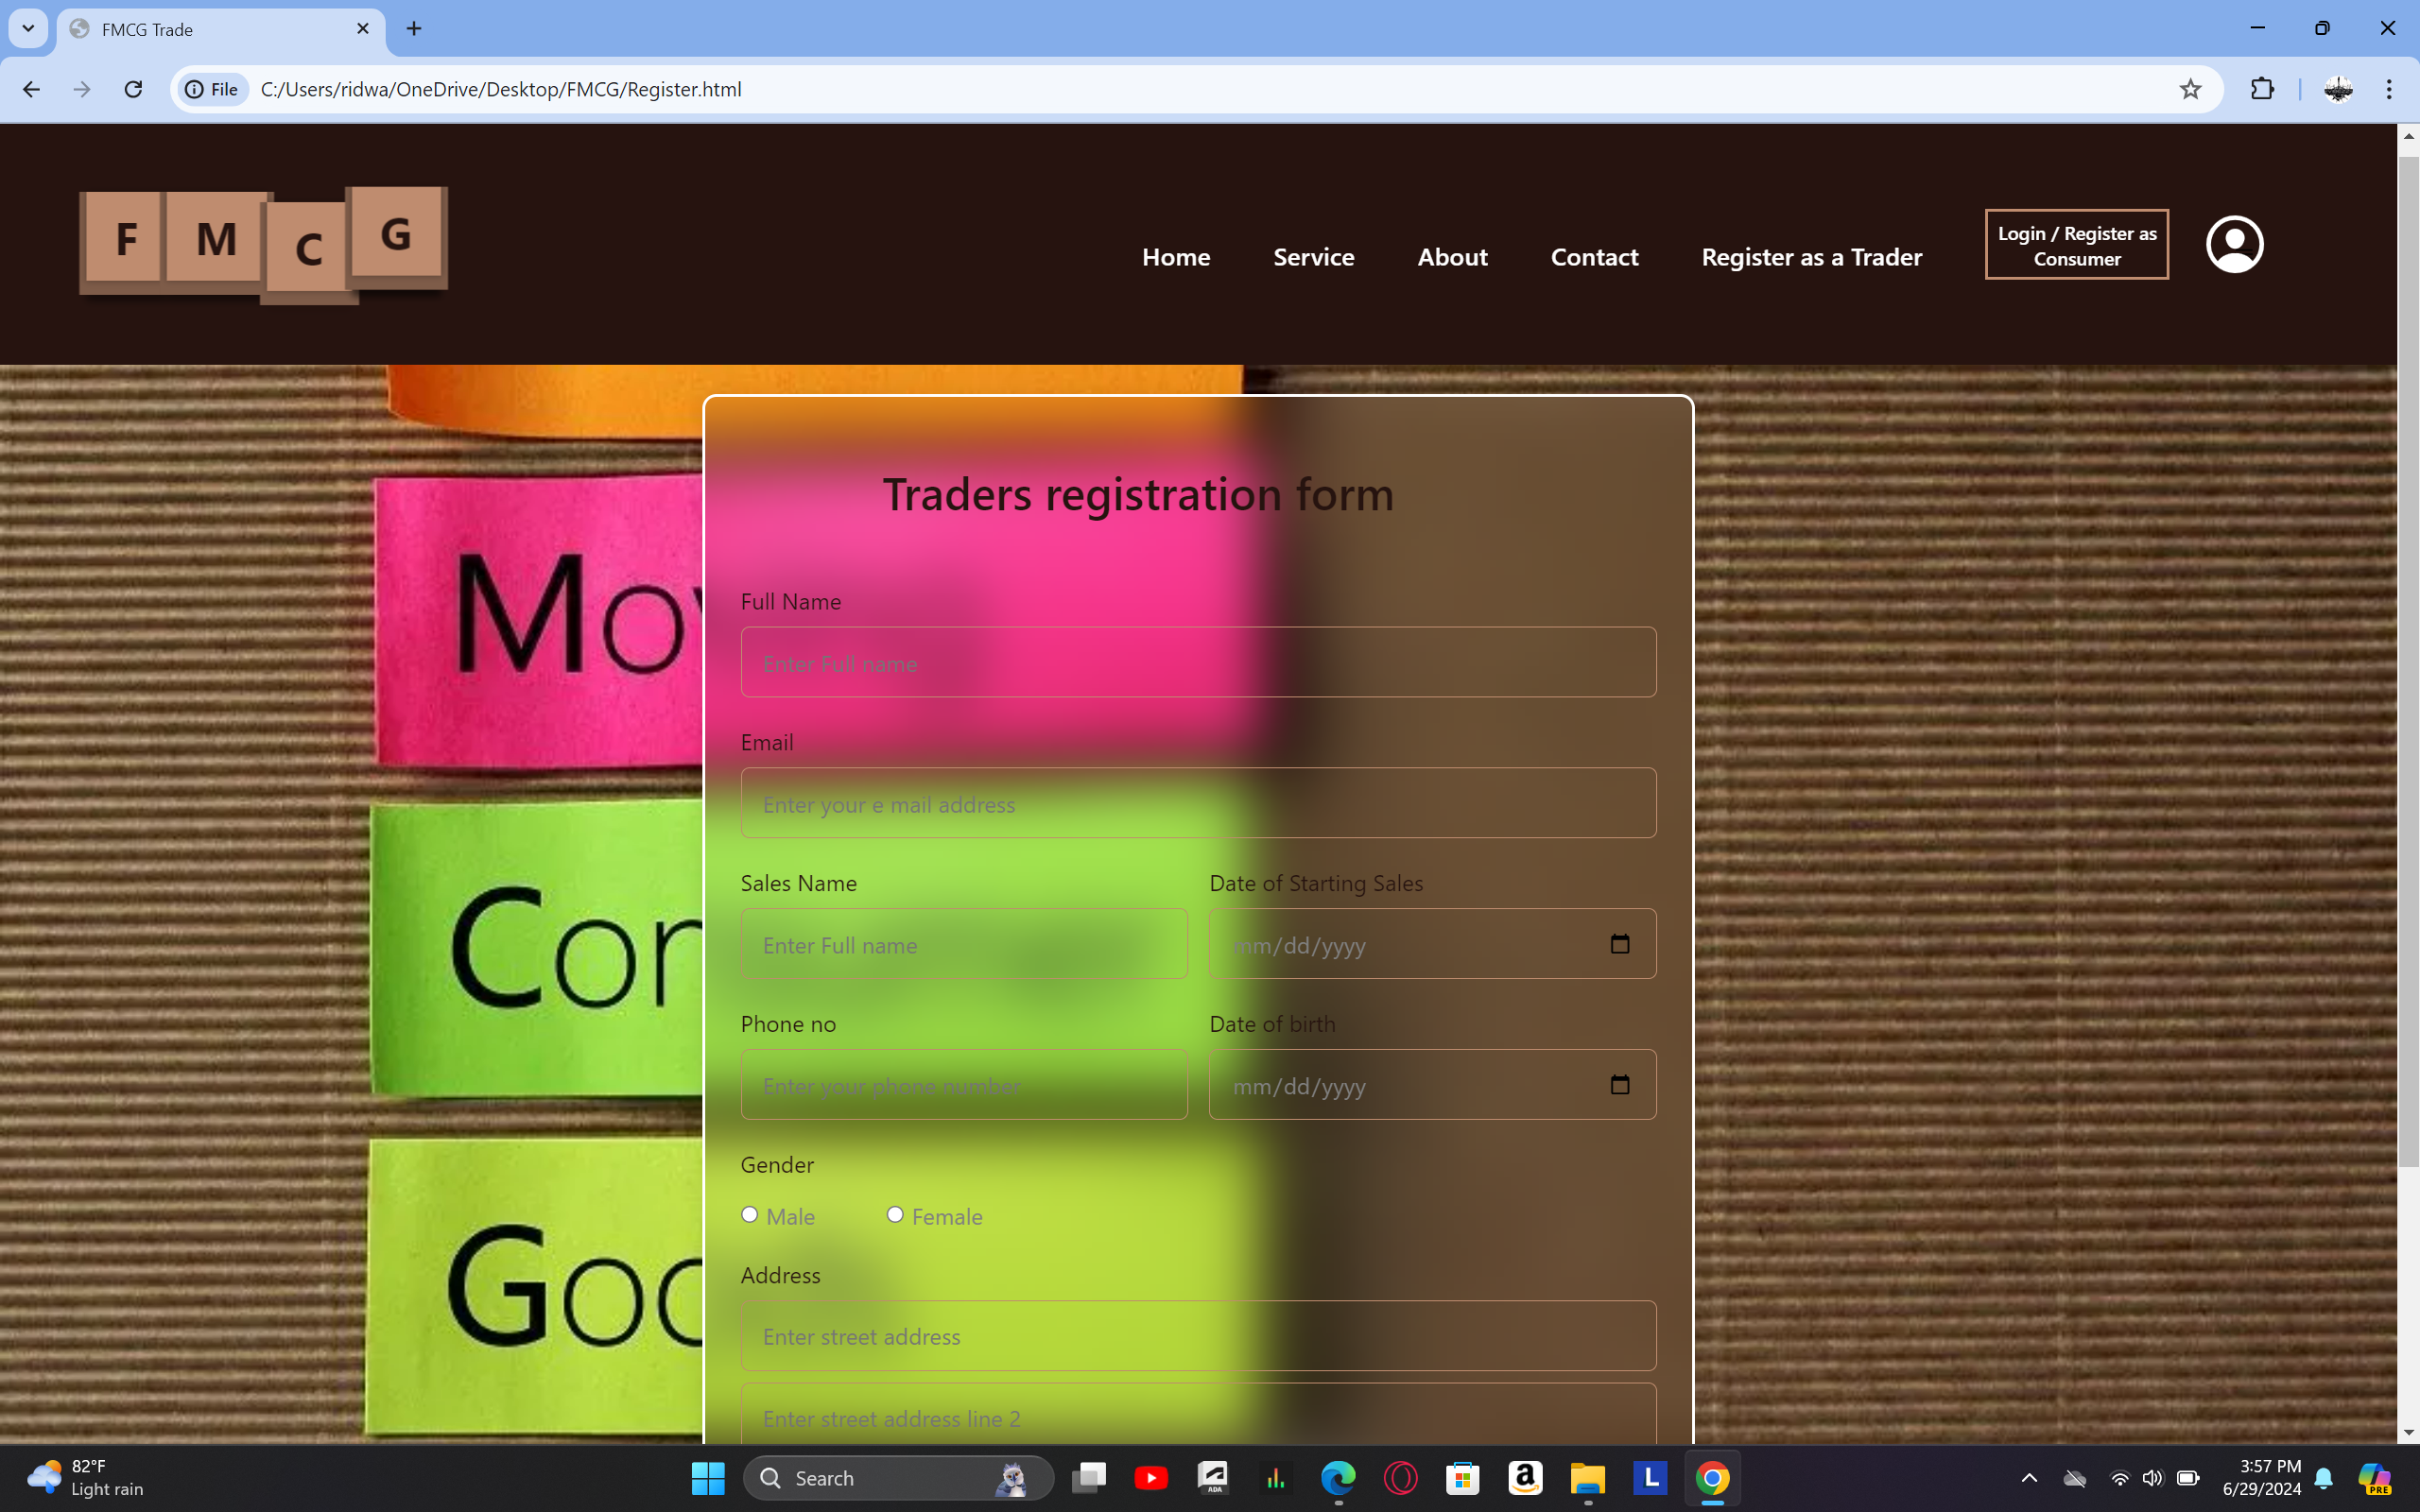 FMCG Trade
File
C:/Users/ridwa/OneDrive/Desktop/FMCG/Register.html
F M C G
Home
Service
About
Contact
Register as a Trader
Login / Register as
Consumer
Traders registration form
Mo
Full Name
Enter Full name
Email
Enter your e mail address
Sales Name
Date of Starting Sales
Enter Full name
mm/dd/yyyy
Con
Phone no
Date of birth
Enter your phone number
mm/dd/yyyy
Gender
Male
Female
Goo
Address
Enter street address
Enter street address line 2
82°F
Light rain
Search
ADA
a
L
3:57 PM
6/29/2024
PRE